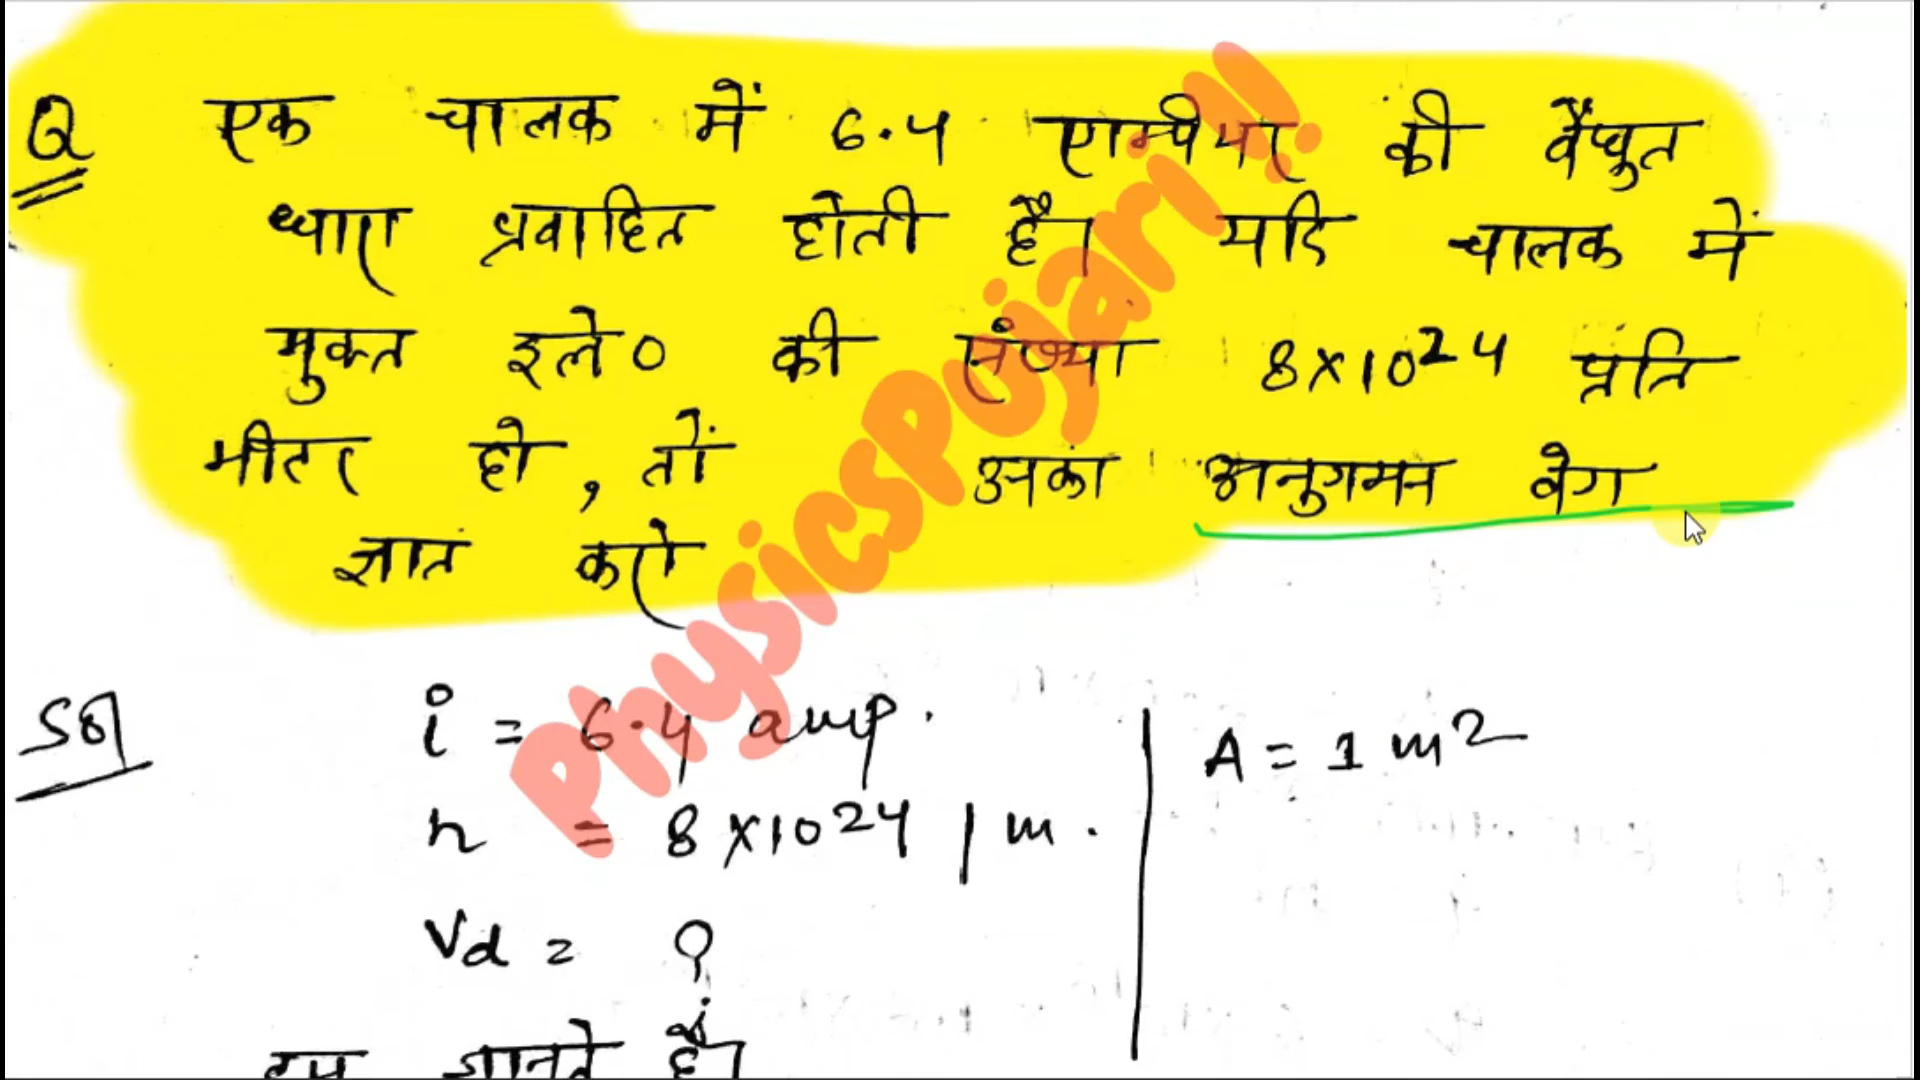 Q एक चालक में 6.4 एम्पियर की वैधुत
धारा प्रवाहित होती है। यदि चालक में
मुक्त इले० की संख्या 8×10²⁴ प्रति
मीटर हो, तों उनका अनुगमन वेग
ज्ञात करो
PhysicsPujari!!
Sol i = 6.4 amp.
n = 8×10²⁴ / m.
Vd = ?
A = 1 m²
हम जानते हैं।